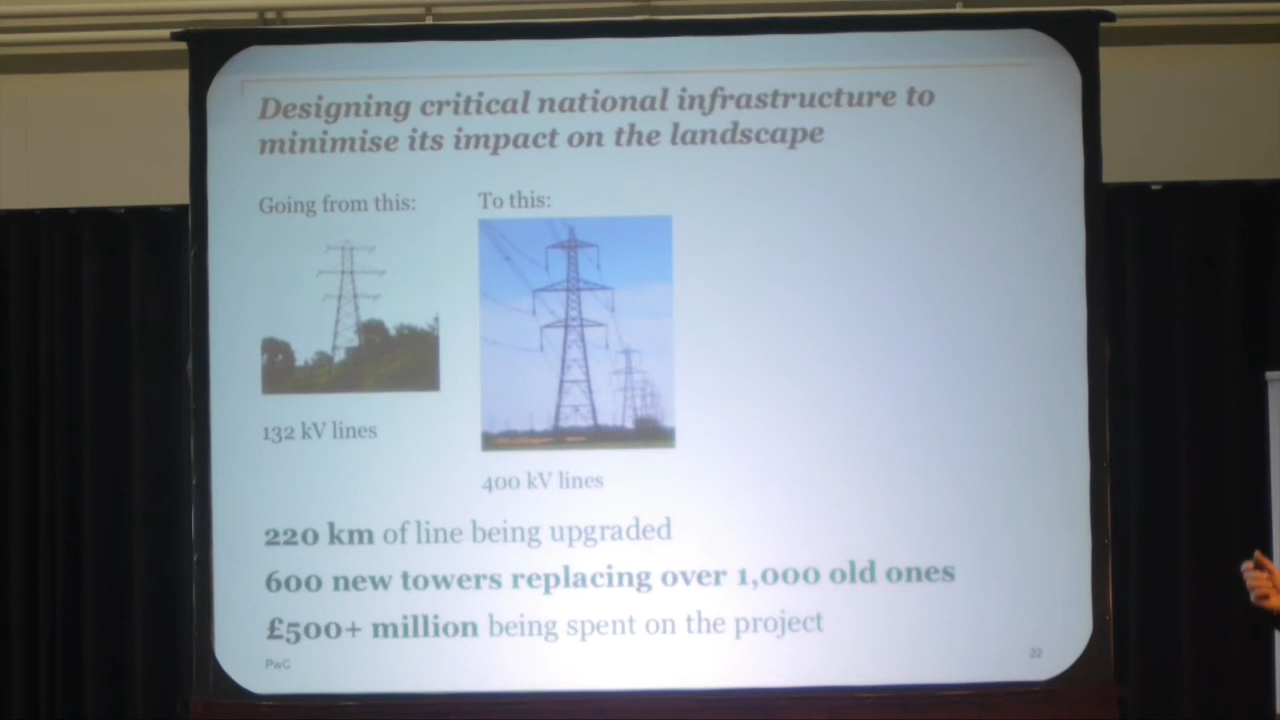 Designing critical national infrastructure to
minimise its impact on the landscape
Going from this:
To this:
132 kV lines
400 kV lines
220 km of line being upgraded
600 new towers replacing over 1,000 old ones
£500+ million being spent on the project
PwC
22